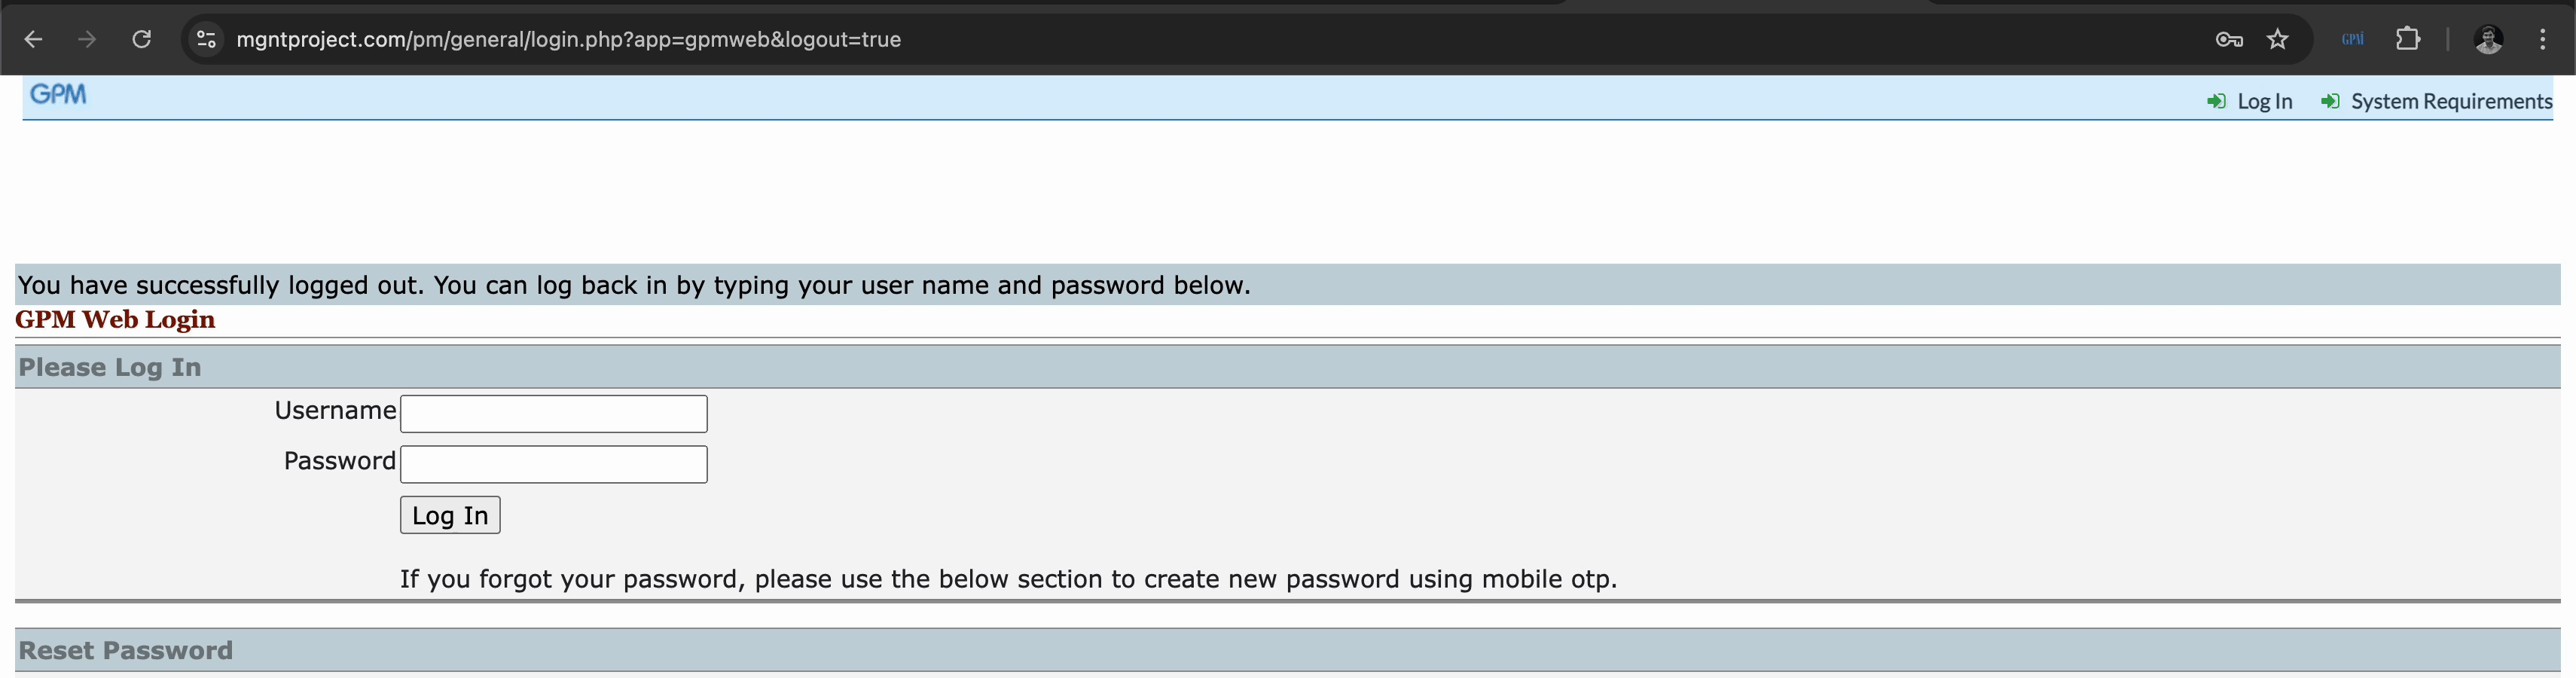 mgntproject.com/pm/general/login.php?app=gpmweb&logout=true
GPM
GPM
Log In
System Requirements
You have successfully logged out. You can log back in by typing your user name and password below.
GPM Web Login
Please Log In
Username
Password
Log In
If you forgot your password, please use the below section to create new password using mobile otp.
Reset Password